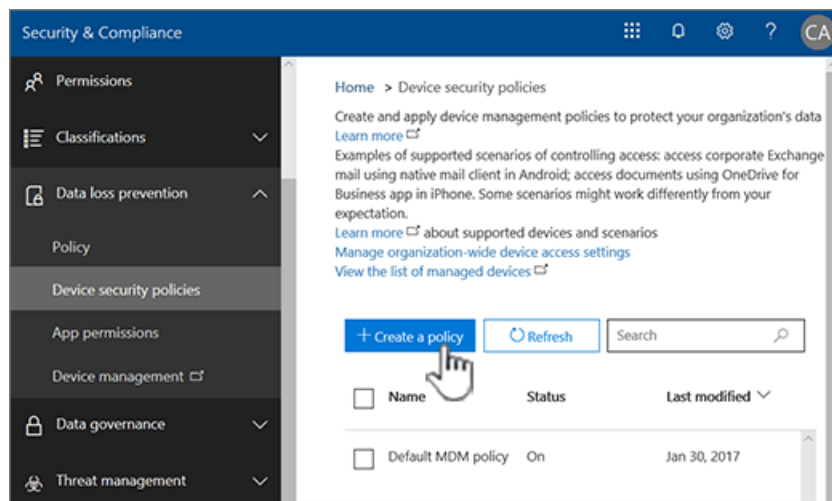 Security & Compliance
?
CA
Permissions
Classifications
Data loss prevention
Policy
Device security policies
App permissions
Device management
Data governance
Threat management
Home > Device security policies
Create and apply device management policies to protect your organization's data
Learn more
Examples of supported scenarios of controlling access: access corporate Exchange
mail using native mail client in Android; access documents using OneDrive for
Business app in iPhone. Some scenarios might work differently from your
expectation.
Learn more about supported devices and scenarios
Manage organization-wide device access settings
View the list of managed devices
+ Create a policy
Refresh
Search
Name Status Last modified
Default MDM policy On Jan 30, 2017